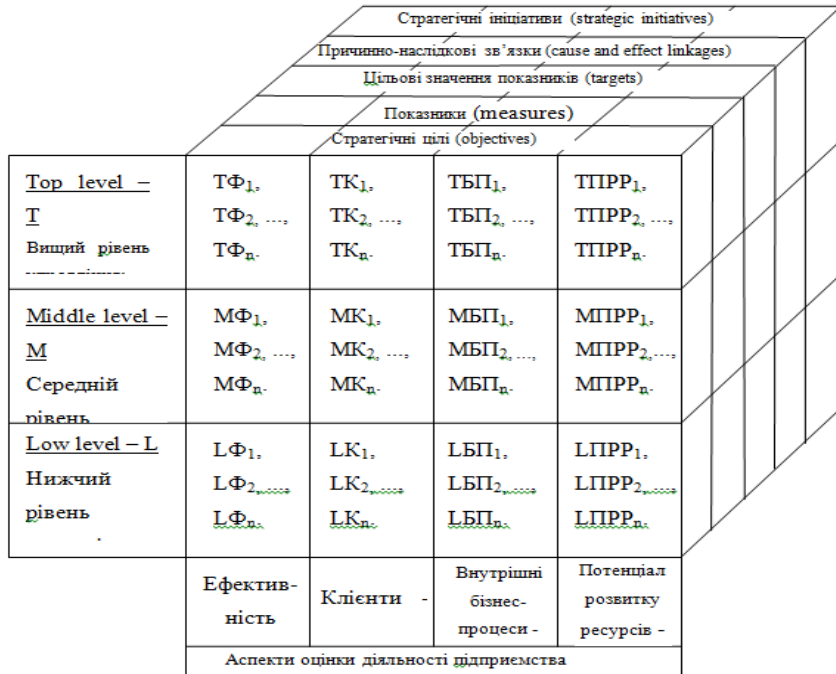 Стратегічні ініціативи (strategic initiatives)
Причинно-наслідкові зв’язки (cause and effect linkages)
Цільові значення показників (targets)
Показники (measures)
Стратегічні цілі (objectives)
Top level –
T
Вищий рівень
ТФ1,
ТФ2, …,
ТФn.
ТК1,
ТК2, …,
ТКn.
ТБП1,
ТБП2, …,
ТБПn.
ТПРР1,
ТПРР2, …,
ТПРРn.
Middle level –
M
Середній
рівень
МФ1,
МФ2, …,
МФn.
МК1,
МК2, …,
МКn.
МБП1,
МБП2, …,
МБПn.
МПРР1,
МПРР2,…,
МПРРn.
Low level – L
Нижчий
рівень
.
LФ1,
LФ2,…,
LФn.
LК1,
LК2,…,
LКn.
LБП1,
LБП2,…,
LБПn.
LПРР1,
LПРР2,…,
LПРРn.
Ефектив-
ність
Клієнти -
Внутрішні
бізнес-
процеси -
Потенціал
розвитку
ресурсів -
Аспекти оцінки діяльності підприємства